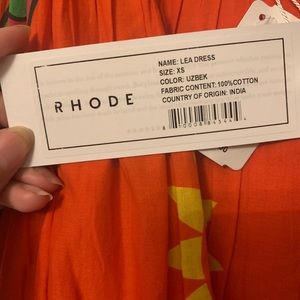 RHODE
NAME: LEA DRESS
SIZE: XS
COLOR: UZBEK
FABRIC CONTENT:100%COTTON
COUNTRY OF ORIGIN: INDIA